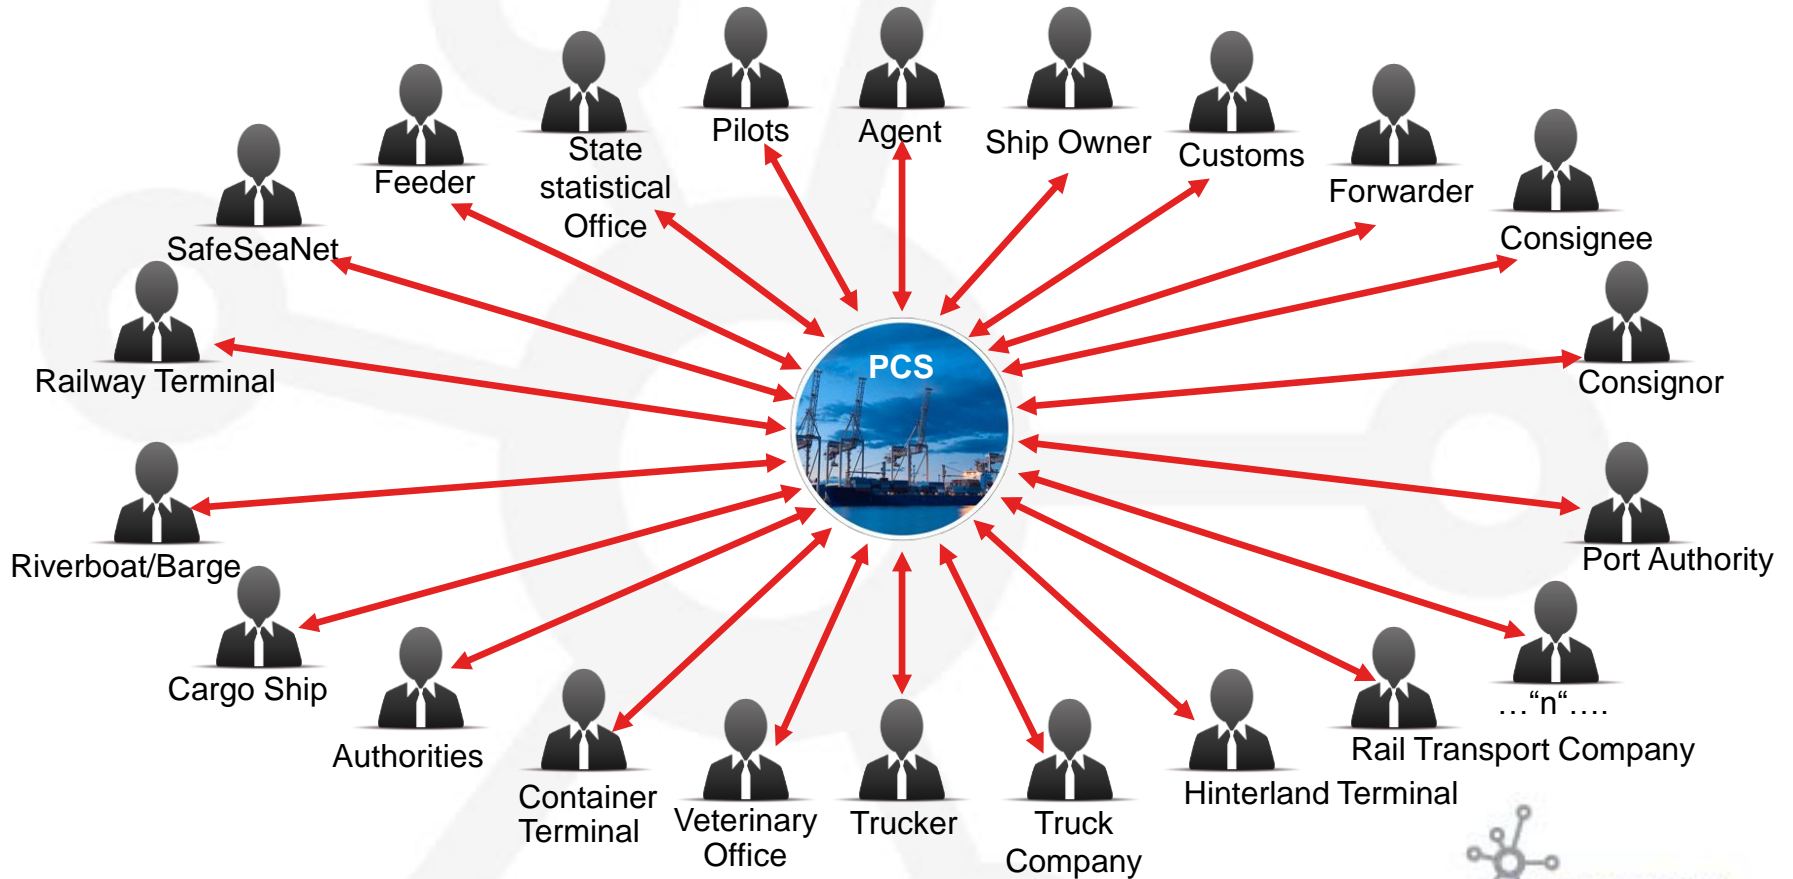 Pilots
Agent
Ship Owner
Customs
State
statistical
Office
Feeder
Forwarder
SafeSeaNet
Consignee
PCS
Railway Terminal
Consignor
Riverboat/Barge
Port Authority
Cargo Ship
…“n“….
Authorities
Rail Transport Company
Container
Terminal
Veterinary
Office
Trucker
Truck
Company
Hinterland Terminal